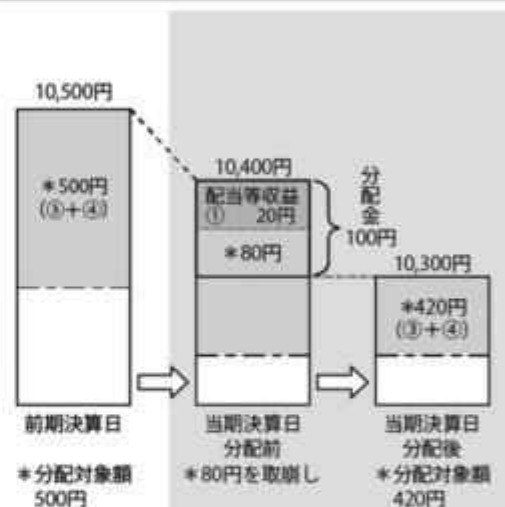 10,500円
*500円
(③+④)
前期決算日
*分配対象額
500円
10,400円
配当等収益
① 20円
*80円
分配金
100円
当期決算日
分配前
*80円を取崩し
10,300円
*420円
(③+④)
当期決算日
分配後
*分配対象額
420円